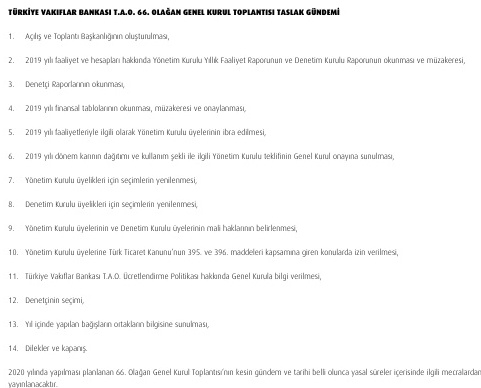 TÜRKİYE VAKIFLAR BANKASI T.A.O. 66. OLAĞAN GENEL KURUL TOPLANTISI TASLAK GÜNDEMİ
1. Açılış ve Toplantı Başkanlığının oluşturulması,
2. 2019 yılı faaliyet ve hesapları hakkında Yönetim Kurulu Yıllık Faaliyet Raporunun ve Denetim Kurulu Raporunun okunması ve müzakeresi,
3. Denetçi Raporlarının okunması,
4. 2019 yılı finansal tablolarının okunması, müzakeresi ve onaylanması,
5. 2019 yılı faaliyetleriyle ilgili olarak Yönetim Kurulu üyelerinin ibra edilmesi,
6. 2019 yılı dönem karının dağıtımı ve kullanım şekli ile ilgili Yönetim Kurulu teklifinin Genel Kurul onayına sunulması,
7. Yönetim Kurulu üyelikleri için seçimlerin yenilenmesi,
8. Denetim Kurulu üyelikleri için seçimlerin yenilenmesi,
9. Yönetim Kurulu üyelerinin ve Denetim Kurulu üyelerinin mali haklarının belirlenmesi,
10. Yönetim Kurulu üyelerine Türk Ticaret Kanunu'nun 395. ve 396. maddeleri kapsamına giren konularda izin verilmesi,
11. Türkiye Vakıflar Bankası T.A.O. Ücretlendirme Politikası hakkında Genel Kurula bilgi verilmesi,
12. Denetçinin seçimi,
13. Yıl içinde yapılan bağışların ortakların bilgisine sunulması,
14. Dilekler ve kapanış.
2020 yılında yapılması planlanan 66. Olağan Genel Kurul Toplantısı'nın kesin gündem ve tarihi belli olunca yasal süreler içerisinde ilgili mecralardan
yayınlanacaktır.